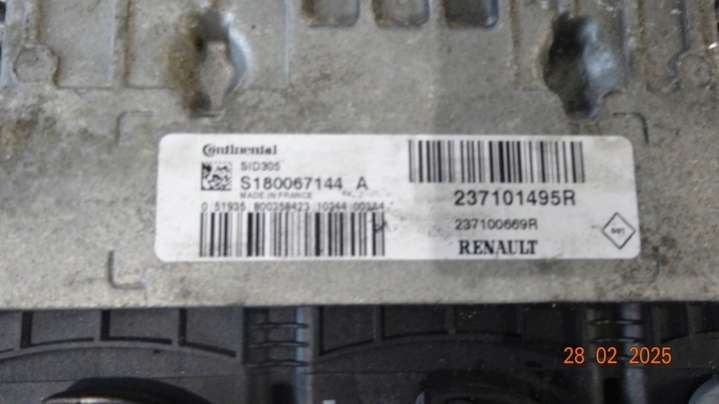 Continental
SID305
S180067144 A
MADE IN FRANCE
237101495R
237100669R
RENAULT
28 02 2025